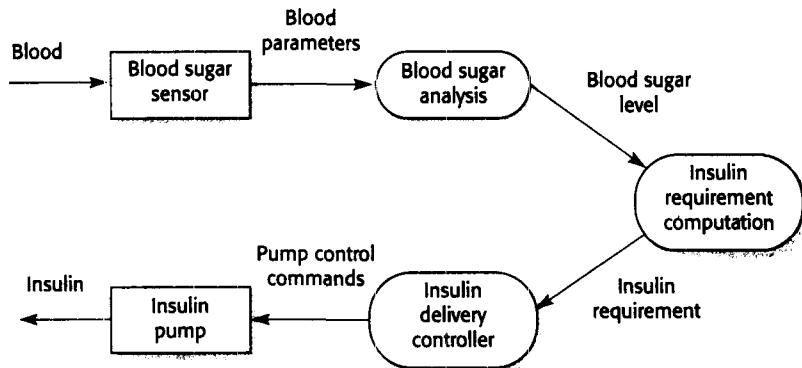 Blood
Blood sugar
sensor
Blood
parameters
Blood sugar
analysis
Blood sugar
level
Insulin
requirement
computation
Insulin
requirement
Insulin
delivery
controller
Pump control
commands
Insulin
pump
Insulin